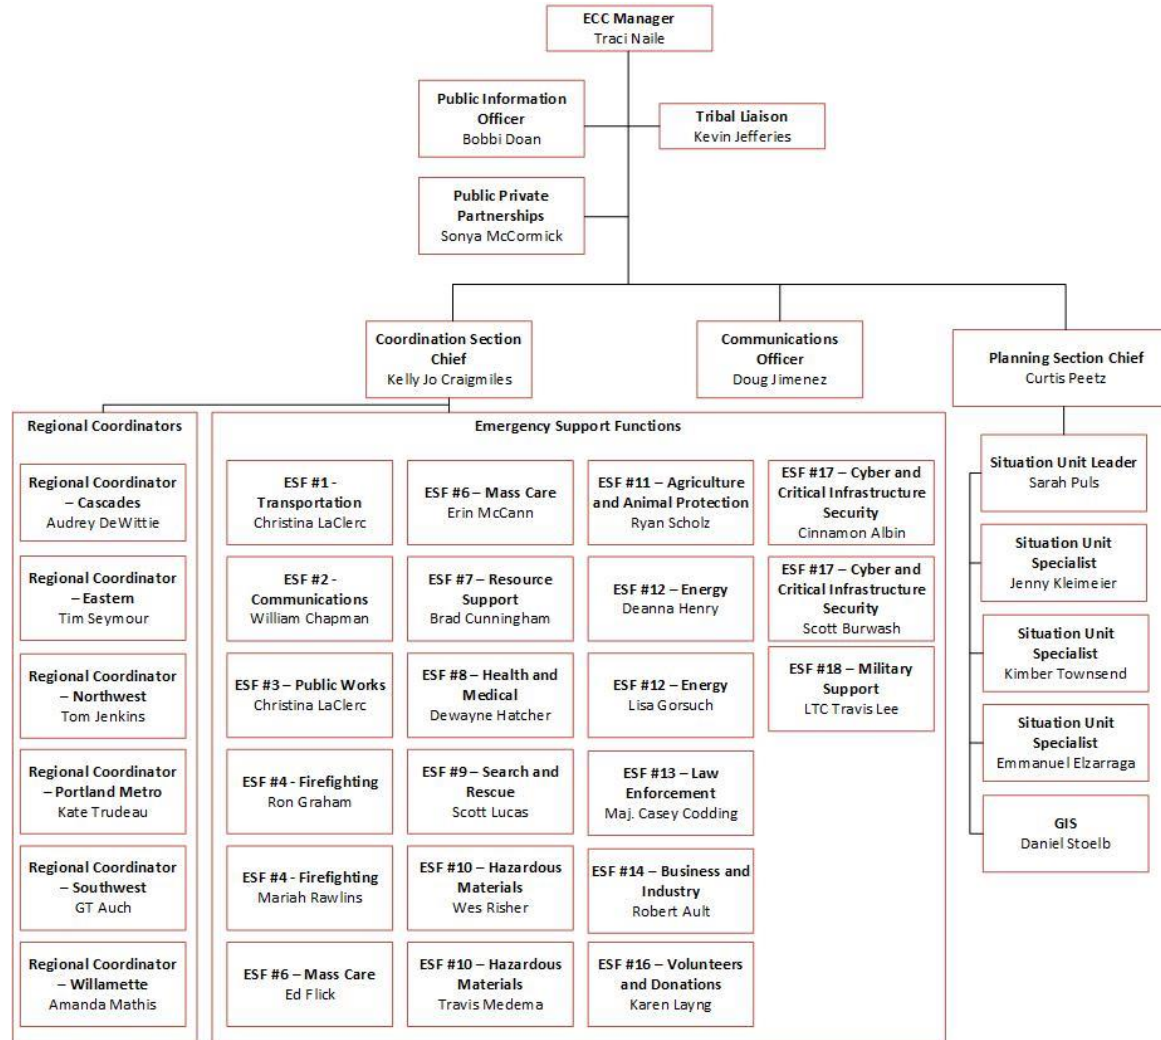 ECC Manager
Traci Naile
Public Information
Officer
Bobbi Doan
Tribal Liaison
Kevin Jefferies
Public Private
Partnerships
Sonya McCormick
Coordination Section
Chief
Kelly Jo Craigmiles
Communications
Officer
Doug Jimenez
Planning Section Chief
Curtis Peetz
Regional Coordinators
Regional Coordinator
– Cascades
Audrey DeWittie
Regional Coordinator
– Eastern
Tim Seymour
Regional Coordinator
– Northwest
Tom Jenkins
Regional Coordinator
– Portland Metro
Kate Trudeau
Regional Coordinator
– Southwest
GT Auch
Regional Coordinator
– Willamette
Amanda Mathis
Emergency Support Functions
ESF #1 -
Transportation
Christina LaClerc
ESF #2 -
Communications
William Chapman
ESF #3 – Public Works
Christina LaClerc
ESF #4 - Firefighting
Ron Graham
ESF #4 - Firefighting
Mariah Rawlins
ESF #6 – Mass Care
Ed Flick
ESF #6 – Mass Care
Erin McCann
ESF #7 – Resource
Support
Brad Cunningham
ESF #8 – Health and
Medical
Dewayne Hatcher
ESF #9 – Search and
Rescue
Scott Lucas
ESF #10 – Hazardous
Materials
Wes Risher
ESF #10 – Hazardous
Materials
Travis Medema
ESF #11 – Agriculture
and Animal Protection
Ryan Scholz
ESF #12 – Energy
Deanna Henry
ESF #12 – Energy
Lisa Gorsuch
ESF #13 – Law
Enforcement
Maj. Casey Codding
ESF #14 – Business and
Industry
Robert Ault
ESF #16 – Volunteers
and Donations
Karen Layng
ESF #17 – Cyber and
Critical Infrastructure
Security
Cinnamon Albin
ESF #17 – Cyber and
Critical Infrastructure
Security
Scott Burwash
ESF #18 – Military
Support
LTC Travis Lee
Situation Unit Leader
Sarah Puls
Situation Unit
Specialist
Jenny Kleimeier
Situation Unit
Specialist
Kimber Townsend
Situation Unit
Specialist
Emmanuel Elzarraga
GIS
Daniel Stoelb